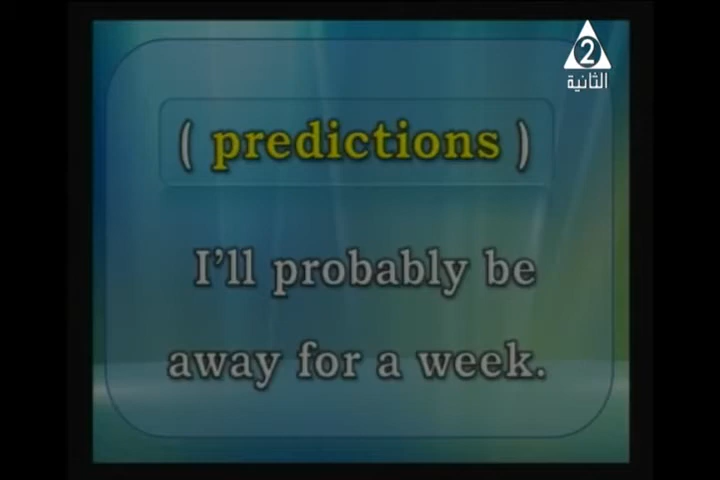 2
الثانية
( predictions )
I'll probably be
away for a week.